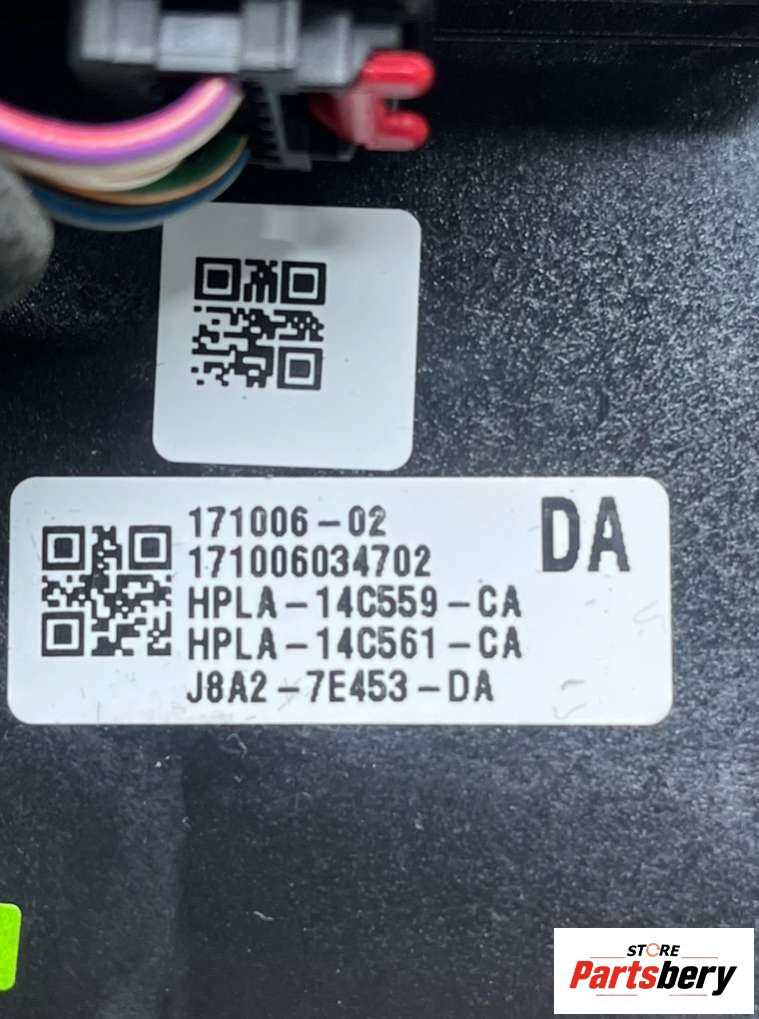 171006-02
DA
171006034702
HPLA-14C559-CA
HPLA-14C561-CA
J8A2-7E453-DA
STORE
Partsbery